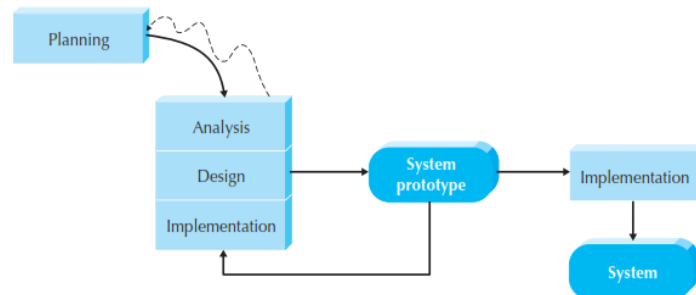 Planning
Analysis
Design
Implementation
System
prototype
Implementation
System